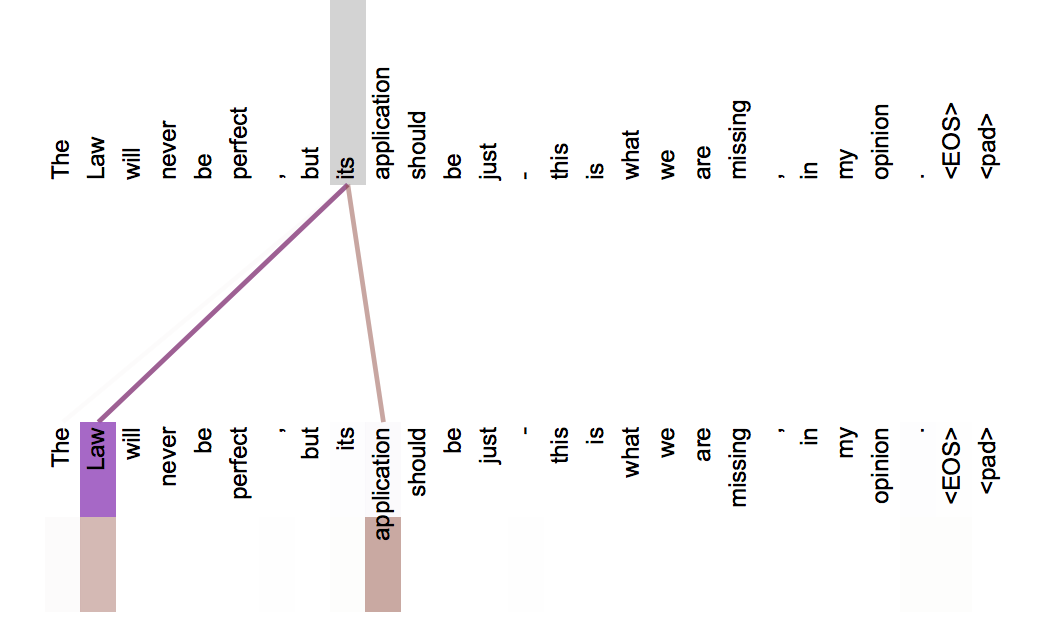 The Law will never be perfect , but its application should be just - this is what we are missing , in my opinion . <EOS> <pad>
The Law will never be perfect , but its application should be just - this is what we are missing , in my opinion . <EOS> <pad>